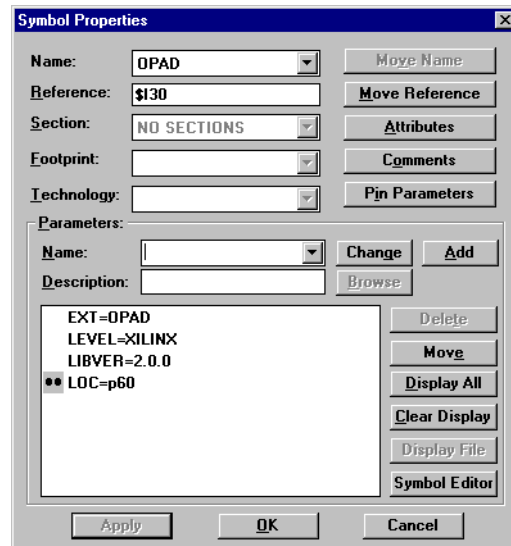 Symbol Properties
Name: OPAD Move Name
Reference: $I30 Move Reference
Section: NO SECTIONS Attributes
Footprint: Comments
Technology: Pin Parameters
Parameters:
Name: Change Add
Description: Browse
EXT=OPAD Delete
LEVEL=XILINX Move
LIBVER=2.0.0 Display All
LOC=p60 Clear Display
Display File
Symbol Editor
Apply OK Cancel